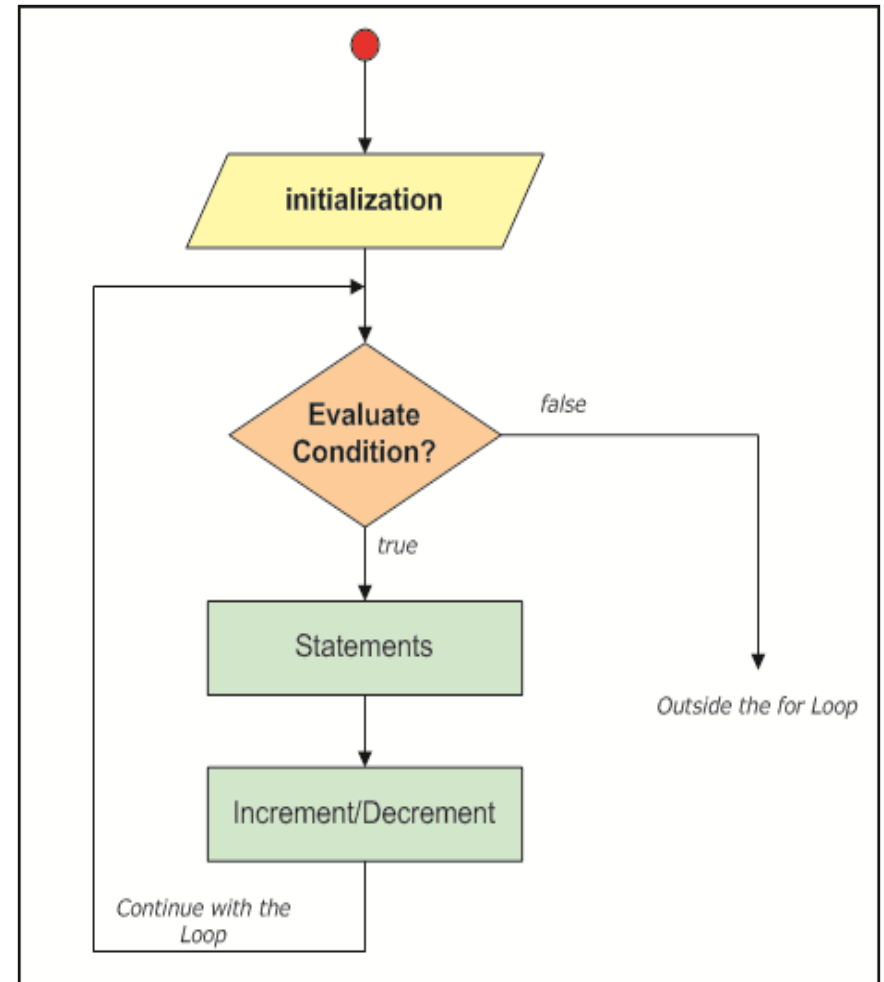 initialization
Evaluate
Condition?
false
true
Statements
Outside the for Loop
Increment/Decrement
Continue with the
Loop